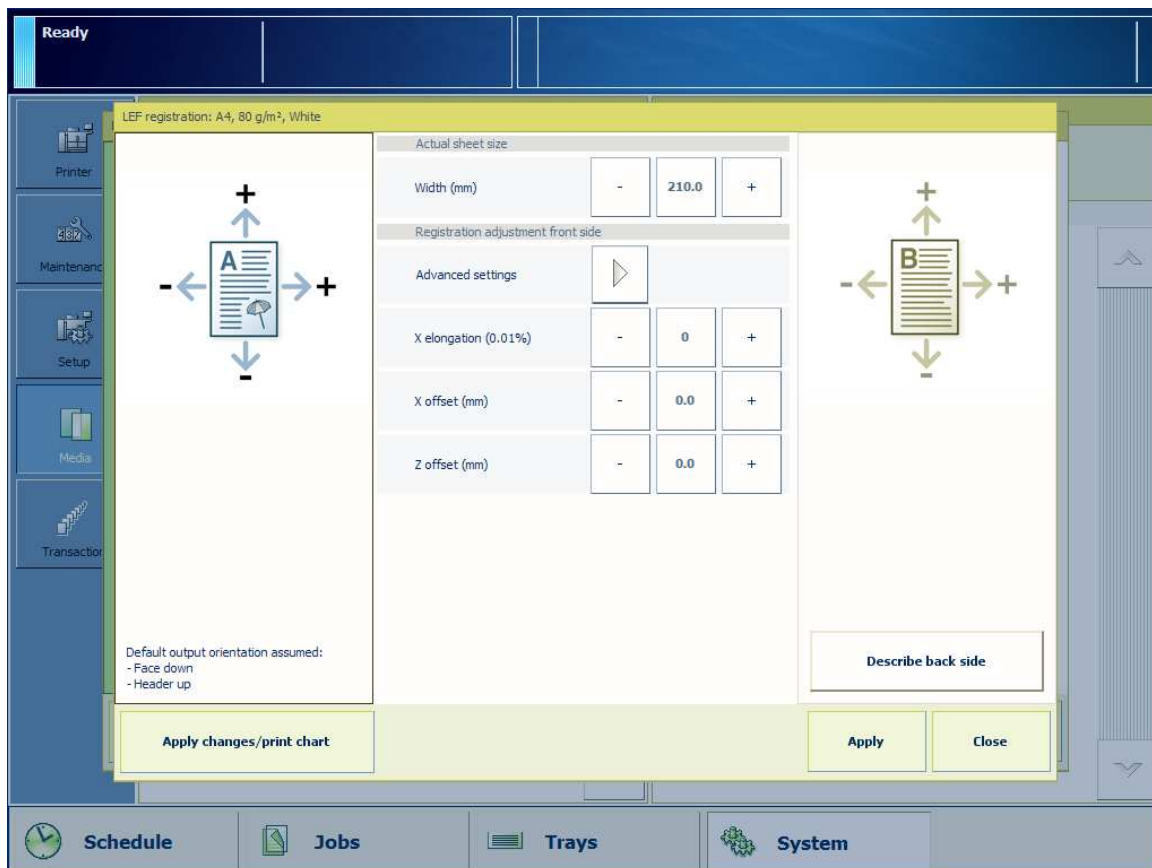 Ready
LEF registration: A4, 80 g/m², White
Printer
Maintenanc
Setup
Media
Transaction
+
-
+
-
A
Default output orientation assumed:
- Face down
- Header up
Actual sheet size
Width (mm) - 210.0 +
Registration adjustment front side
Advanced settings
X elongation (0.01%) - 0 +
X offset (mm) - 0.0 +
Z offset (mm) - 0.0 +
+
-
+
-
B
Describe back side
Apply changes/print chart
Apply
Close
Schedule
Jobs
Trays
System